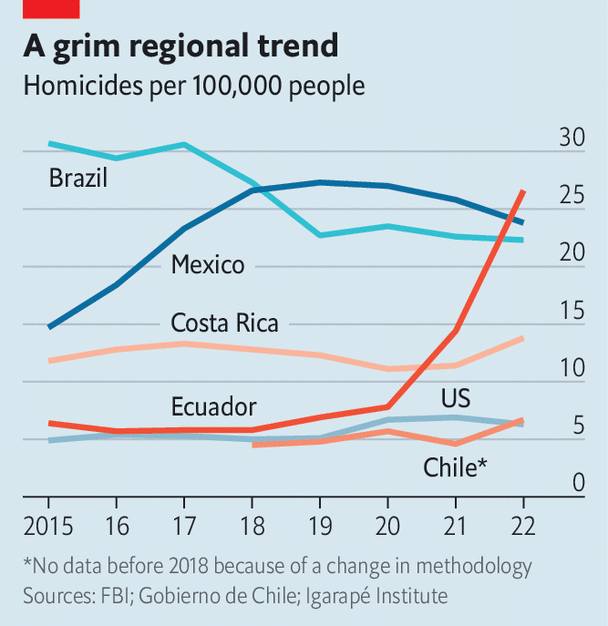 A grim regional trend
Homicides per 100,000 people
30
Brazil
25
Mexico
20
Costa Rica
15
10
Ecuador
US
5
Chile*
0
2015 16 17 18 19 20 21 22
*No data before 2018 because of a change in methodology
Sources: FBI; Gobierno de Chile; Igarapé Institute